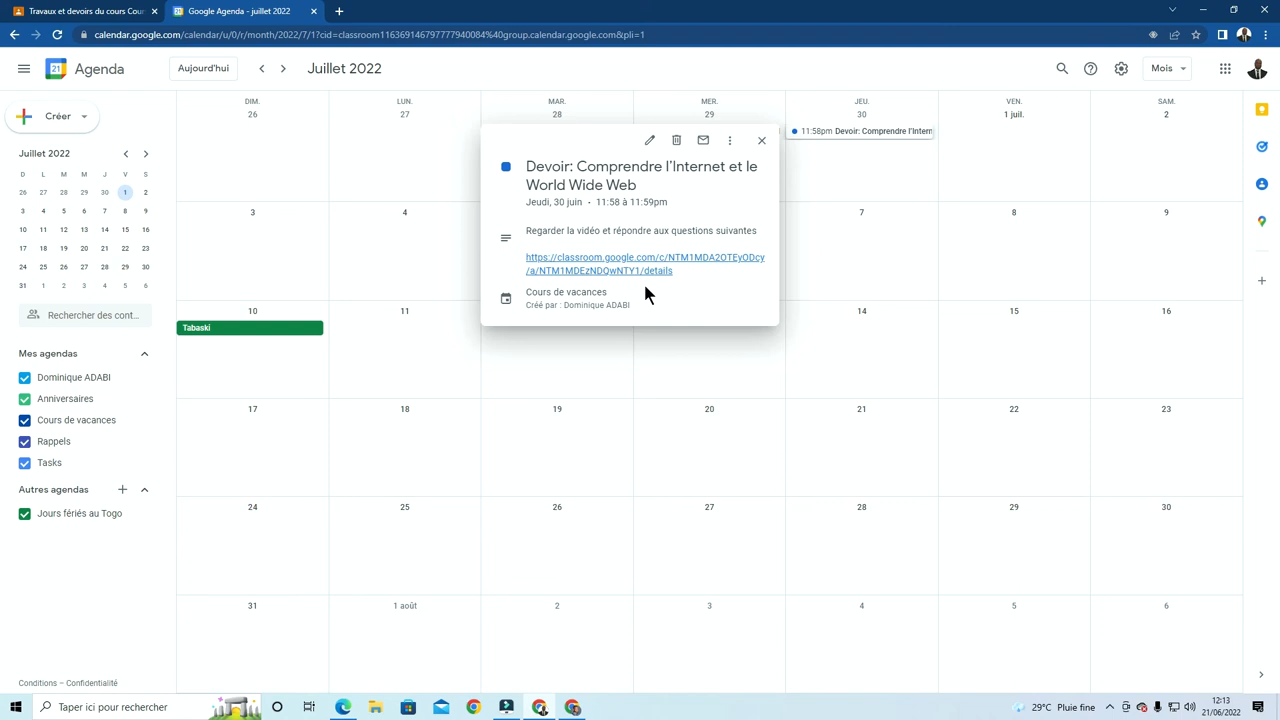 Travaux et devoirs du cours Cour
Google Agenda - juillet 2022
calendar.google.com/calendar/u/0/r/month/2022/7/1?cid=classroom116369146797777940084%40group.calendar.google.com&pli=1
21 Agenda
Aujourd'hui
Juillet 2022
Mois
Créer
DIM. LUN. MAR. MER. JEU. VEN. SAM.
26 27 28 29 30 1 juil. 2
11:58pm Devoir: Comprendre l'Intern
Juillet 2022
D L M M J V S
26 27 28 29 30 1 2
3 4 5 6 7 8 9
10 11 12 13 14 15 16
17 18 19 20 21 22 23
24 25 26 27 28 29 30
31 1 2 3 4 5 6
Rechercher des cont…
Mes agendas
Dominique ADABI
Anniversaires
Cours de vacances
Rappels
Tasks
Autres agendas
Jours fériés au Togo
Conditions – Confidentialité
Devoir: Comprendre l'Internet et le
World Wide Web
Jeudi, 30 juin • 11:58 à 11:59pm
Regarder la vidéo et répondre aux questions suivantes
https://classroom.google.com/c/NTM1MDA2OTEyODcy
/a/NTM1MDEzNDQwNTY1/details
Cours de vacances
Créé par : Dominique ADABI
3 4 7 8 9
10 11 14 15 16
Tabaski
17 18 19 20 21 22 23
24 25 26 27 28 29 30
31 1 août 2 3 4 5 6
Taper ici pour rechercher
29°C Pluie fine
12:13
21/06/2022